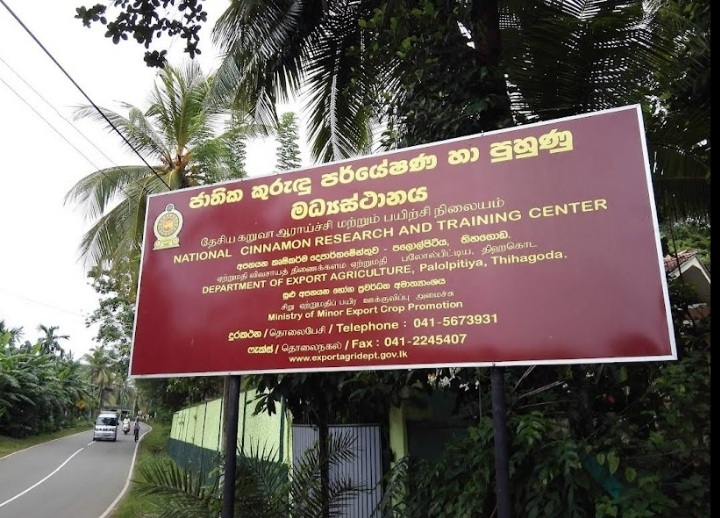 ජාතික කුරුඳු පර්යේෂණ හා පුහුණු
මධ්‍යස්ථානය
தேசிய கறுவா ஆராய்ச்சி மற்றும் பயிற்சி நிலையம்
NATIONAL CINNAMON RESEARCH AND TRAINING CENTER
අපනයන කෘෂිකර්ම දෙපාර්තමේන්තුව - පලොල්පිටිය, තිහගොඩ.
ஏற்றுமதி விவசாயத் திணைக்களம் ஏற்றுமதி பலோல்பிட்டிய, திஹகொட
DEPARTMENT OF EXPORT AGRICULTURE, Palolpitiya, Thihagoda.
සුළු අපනයන භෝග ප්‍රවර්ධන අමාත්‍යාංශය
சிறு ஏற்றுமதிப் பயிர் ஊக்குவிப்பு அமைச்சு
Ministry of Minor Export Crop Promotion
දුරකථන / தொலைபேசி / Telephone : 041-5673931
ෆැක්ස් / தொலைநகல் / Fax : 041-2245407
www.exportagridept.gov.lk